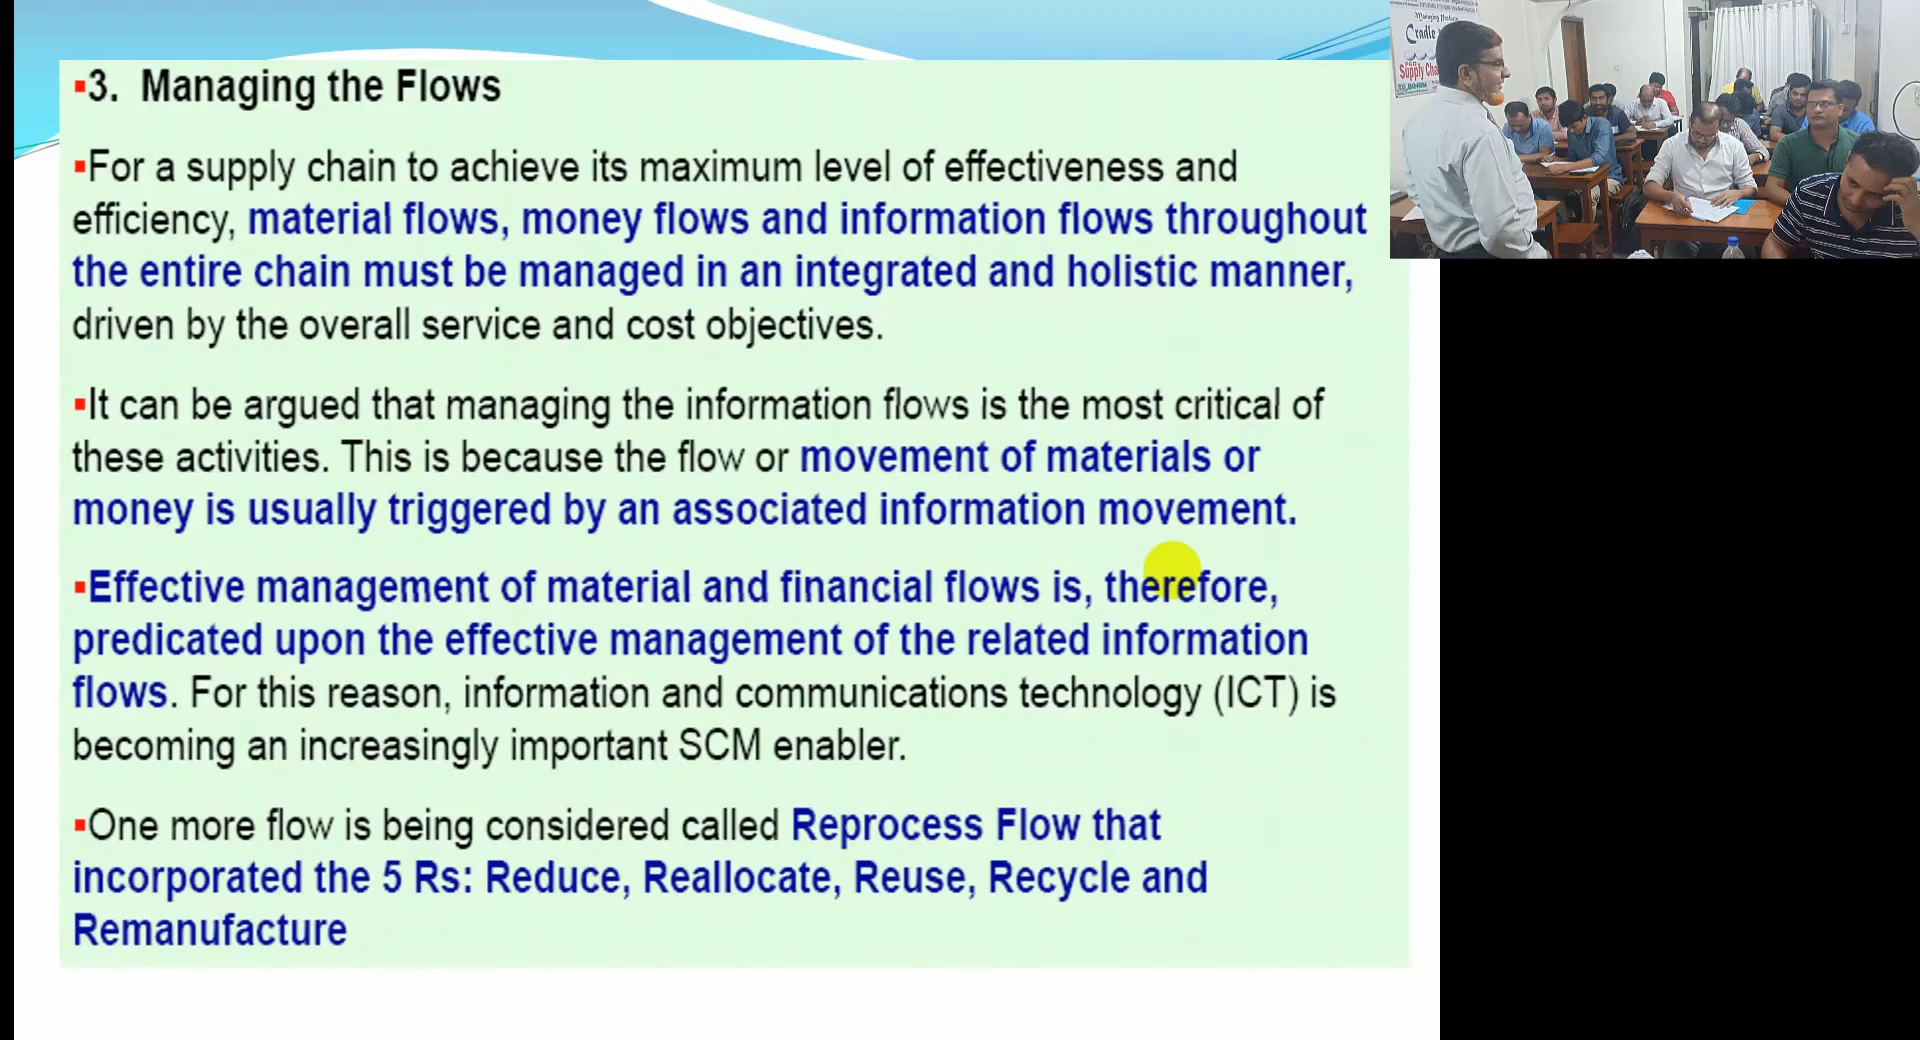 ▪3. Managing the Flows
▪For a supply chain to achieve its maximum level of effectiveness and
efficiency, material flows, money flows and information flows throughout
the entire chain must be managed in an integrated and holistic manner,
driven by the overall service and cost objectives.
▪It can be argued that managing the information flows is the most critical of
these activities. This is because the flow or movement of materials or
money is usually triggered by an associated information movement.
▪Effective management of material and financial flows is, therefore,
predicated upon the effective management of the related information
flows. For this reason, information and communications technology (ICT) is
becoming an increasingly important SCM enabler.
▪One more flow is being considered called Reprocess Flow that
incorporated the 5 Rs: Reduce, Reallocate, Reuse, Recycle and
Remanufacture
Managing
Cradle
Supply